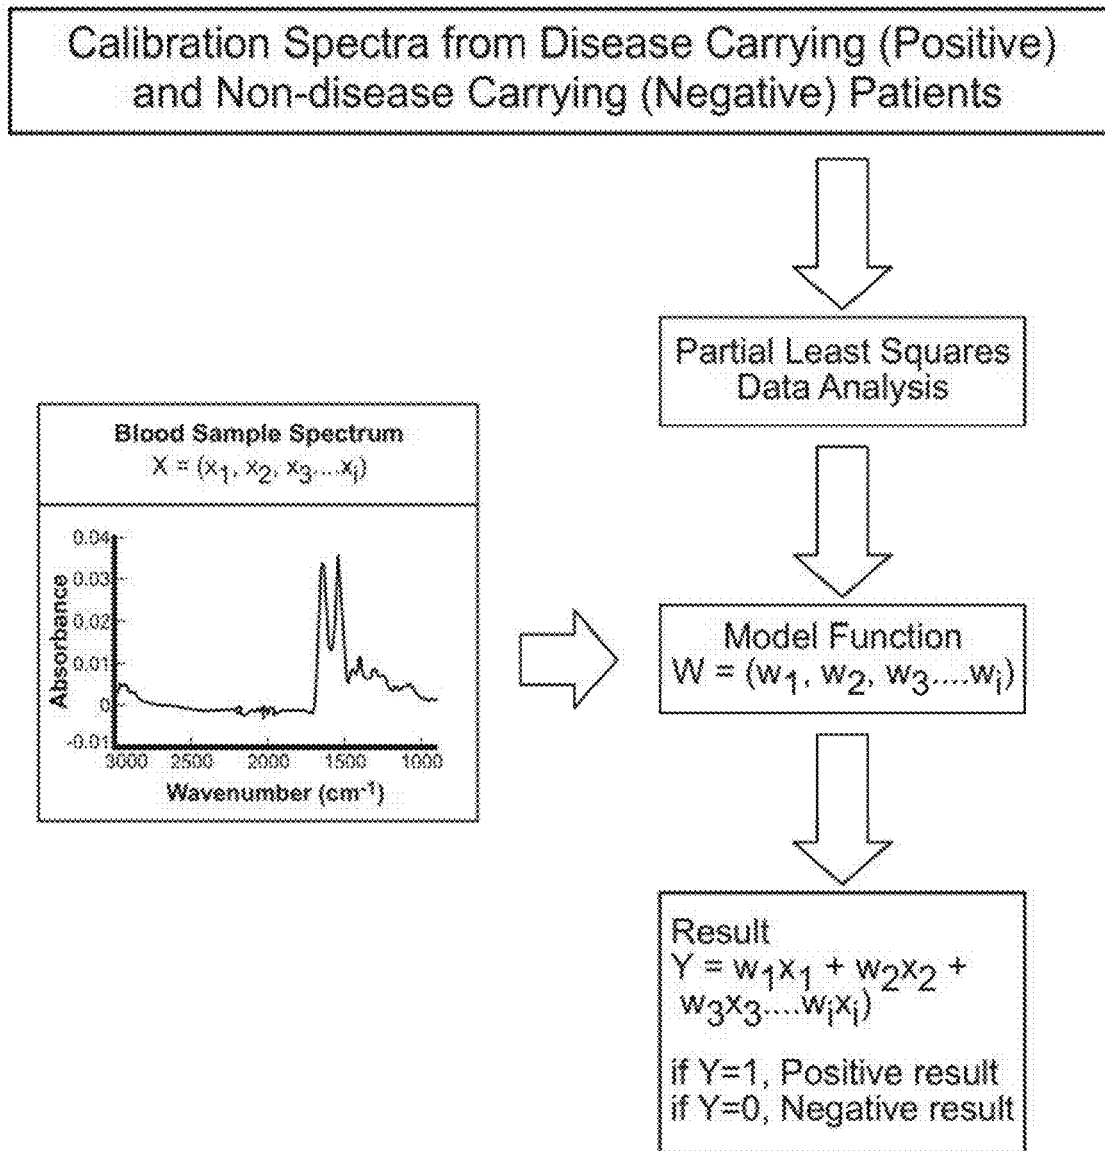 Calibration Spectra from Disease Carrying (Positive)
and Non-disease Carrying (Negative) Patients
Partial Least Squares
Data Analysis
Blood Sample Spectrum
X = (x₁, x₂, x₃....xᵢ)
0.04
0.03
0.02
0.01
0
-0.01
Absorbance
3000 2500 2000 1500 1000
Wavenumber (cm⁻¹)
Model Function
W = (w₁, w₂, w₃....wᵢ)
Result
Y = w₁x₁ + w₂x₂ +
w₃x₃....wᵢxᵢ)
if Y=1, Positive result
if Y=0, Negative result